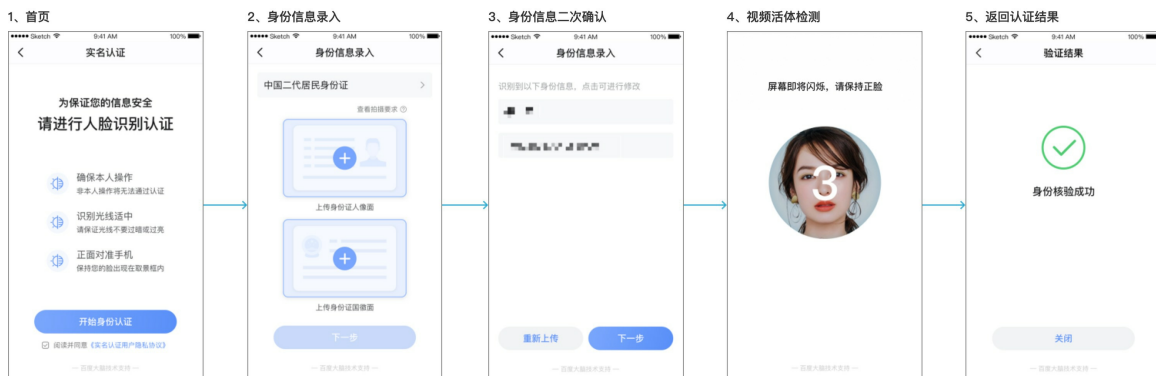 1、首页
••••• Sketch 9:41 AM 100%
实名认证
为保证您的信息安全
请进行人脸识别认证
确保本人操作
非本人操作将无法通过认证
识别光线适中
请保证光线不要过暗或过亮
正面对准手机
保持您的脸出现在取景框内
开始身份认证
阅读并同意《实名认证用户隐私协议》
— 百度大脑技术支持 —
2、身份信息录入
••••• Sketch 9:41 AM 100%
身份信息录入
中国二代居民身份证
查看拍摄要求
上传身份证人像面
上传身份证国徽面
下一步
— 百度大脑技术支持 —
3、身份信息二次确认
••••• Sketch 9:41 AM 100%
身份信息录入
识别到以下身份信息，点击可进行修改
重新上传
下一步
— 百度大脑技术支持 —
4、视频活体检测
屏幕即将闪烁，请保持正脸
3
— 百度大脑技术支持 —
5、返回认证结果
••••• Sketch 9:41 AM 100%
验证结果
身份核验成功
关闭
— 百度大脑技术支持 —